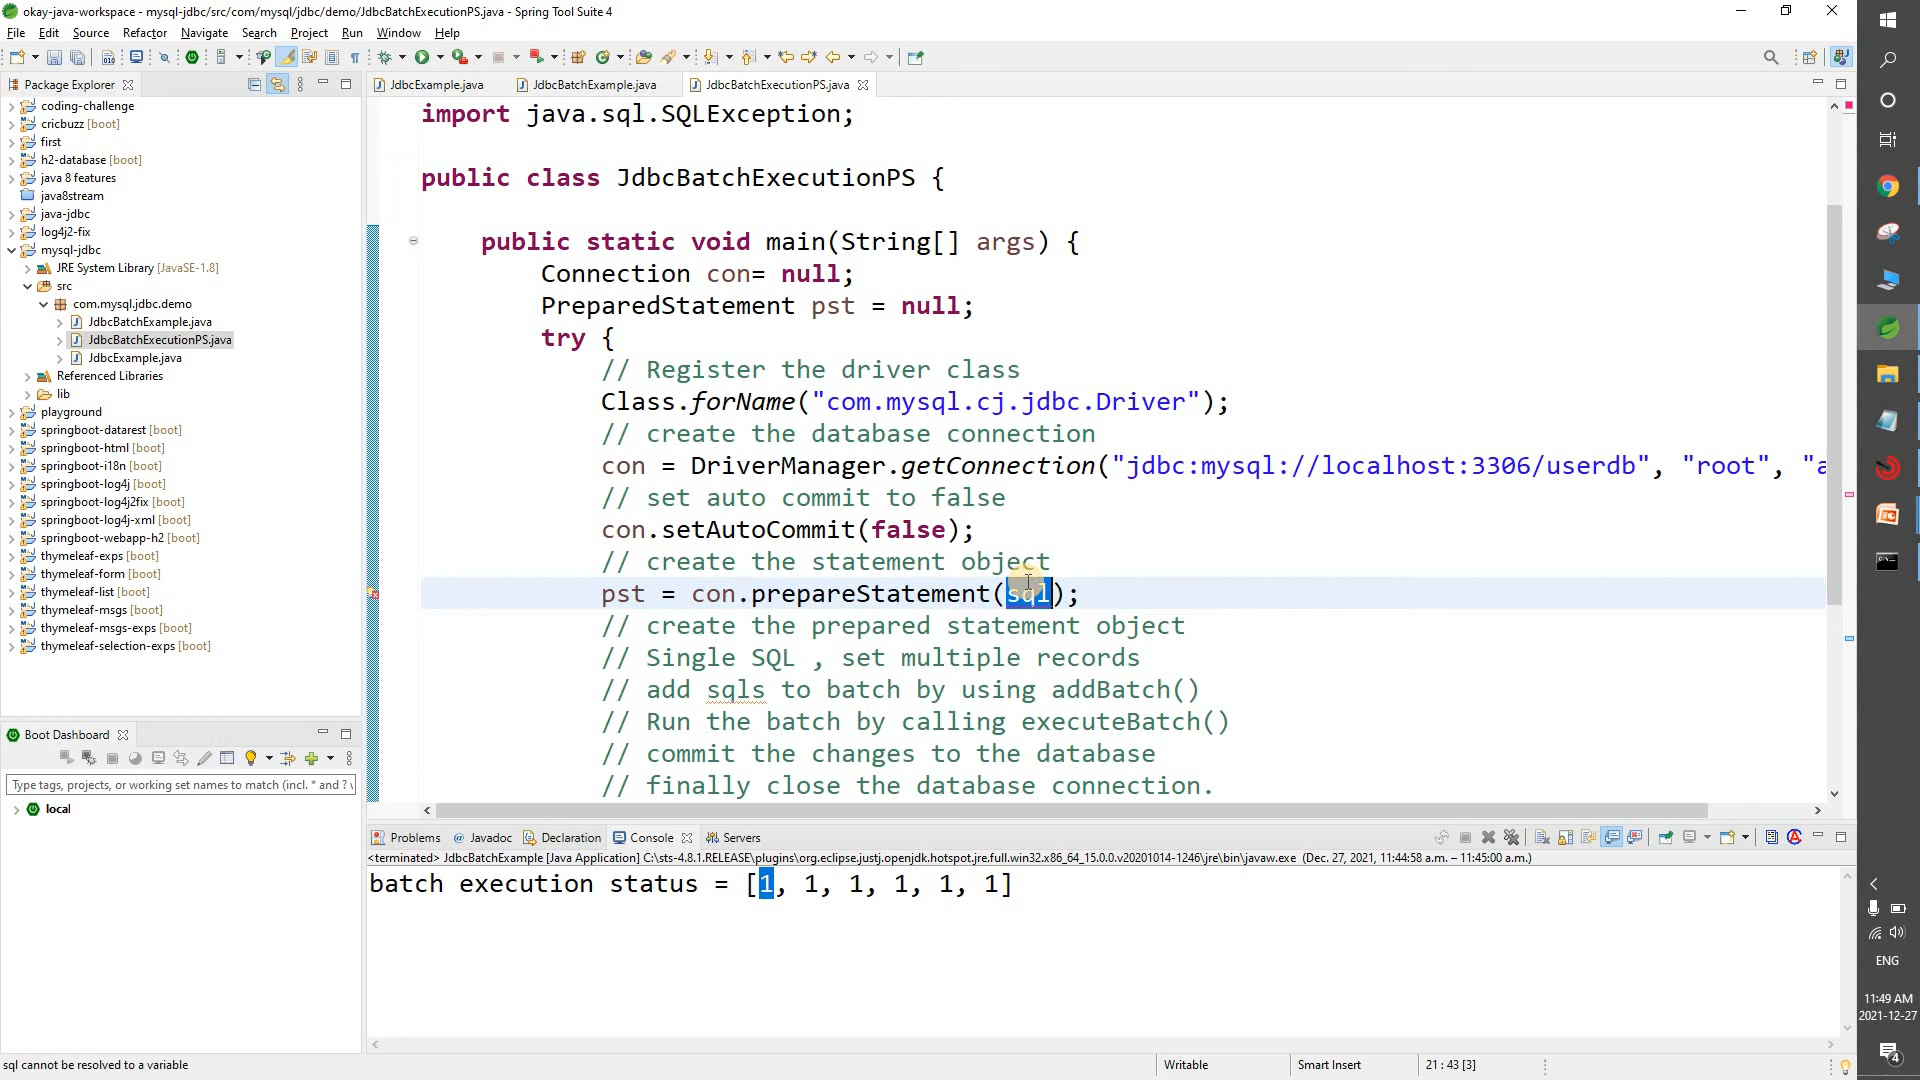 okay-java-workspace - mysql-jdbc/src/com/mysql/jdbc/demo/JdbcBatchExecutionPS.java - Spring Tool Suite 4
File Edit Source Refactor Navigate Search Project Run Window Help
Package Explorer
JdbcExample.java
JdbcBatchExample.java
JdbcBatchExecutionPS.java
coding-challenge
cricbuzz [boot]
first
h2-database [boot]
java 8 features
java8stream
java-jdbc
log4j2-fix
mysql-jdbc
JRE System Library [JavaSE-1.8]
src
com.mysql.jdbc.demo
JdbcBatchExample.java
JdbcBatchExecutionPS.java
JdbcExample.java
Referenced Libraries
lib
playground
springboot-datarest [boot]
springboot-html [boot]
springboot-i18n [boot]
springboot-log4j [boot]
springboot-log4j2fix [boot]
springboot-log4j-xml [boot]
springboot-webapp-h2 [boot]
thymeleaf-exps [boot]
thymeleaf-form [boot]
thymeleaf-list [boot]
thymeleaf-msgs [boot]
thymeleaf-msgs-exps [boot]
thymeleaf-selection-exps [boot]
import java.sql.SQLException;
public class JdbcBatchExecutionPS {
public static void main(String[] args) {
Connection con= null;
PreparedStatement pst = null;
try {
// Register the driver class
Class.forName("com.mysql.cj.jdbc.Driver");
// create the database connection
con = DriverManager.getConnection("jdbc:mysql://localhost:3306/userdb", "root", "a
// set auto commit to false
con.setAutoCommit(false);
// create the statement object
pst = con.prepareStatement(sql);
// create the prepared statement object
// Single SQL , set multiple records
// add sqls to batch by using addBatch()
// Run the batch by calling executeBatch()
// commit the changes to the database
// finally close the database connection.
Boot Dashboard
Type tags, projects, or working set names to match (incl. * and ? \
local
Problems
Javadoc
Declaration
Console
Servers
<terminated> JdbcBatchExample [Java Application] C:\sts-4.8.1.RELEASE\plugins\org.eclipse.justj.openjdk.hotspot.jre.full.win32.x86_64_15.0.0.v20201014-1246\jre\bin\javaw.exe (Dec. 27, 2021, 11:44:58 a.m. – 11:45:00 a.m.)
batch execution status = [1, 1, 1, 1, 1, 1]
sql cannot be resolved to a variable
Writable
Smart Insert
21 : 43 [3]
ENG
11:49 AM
2021-12-27
4